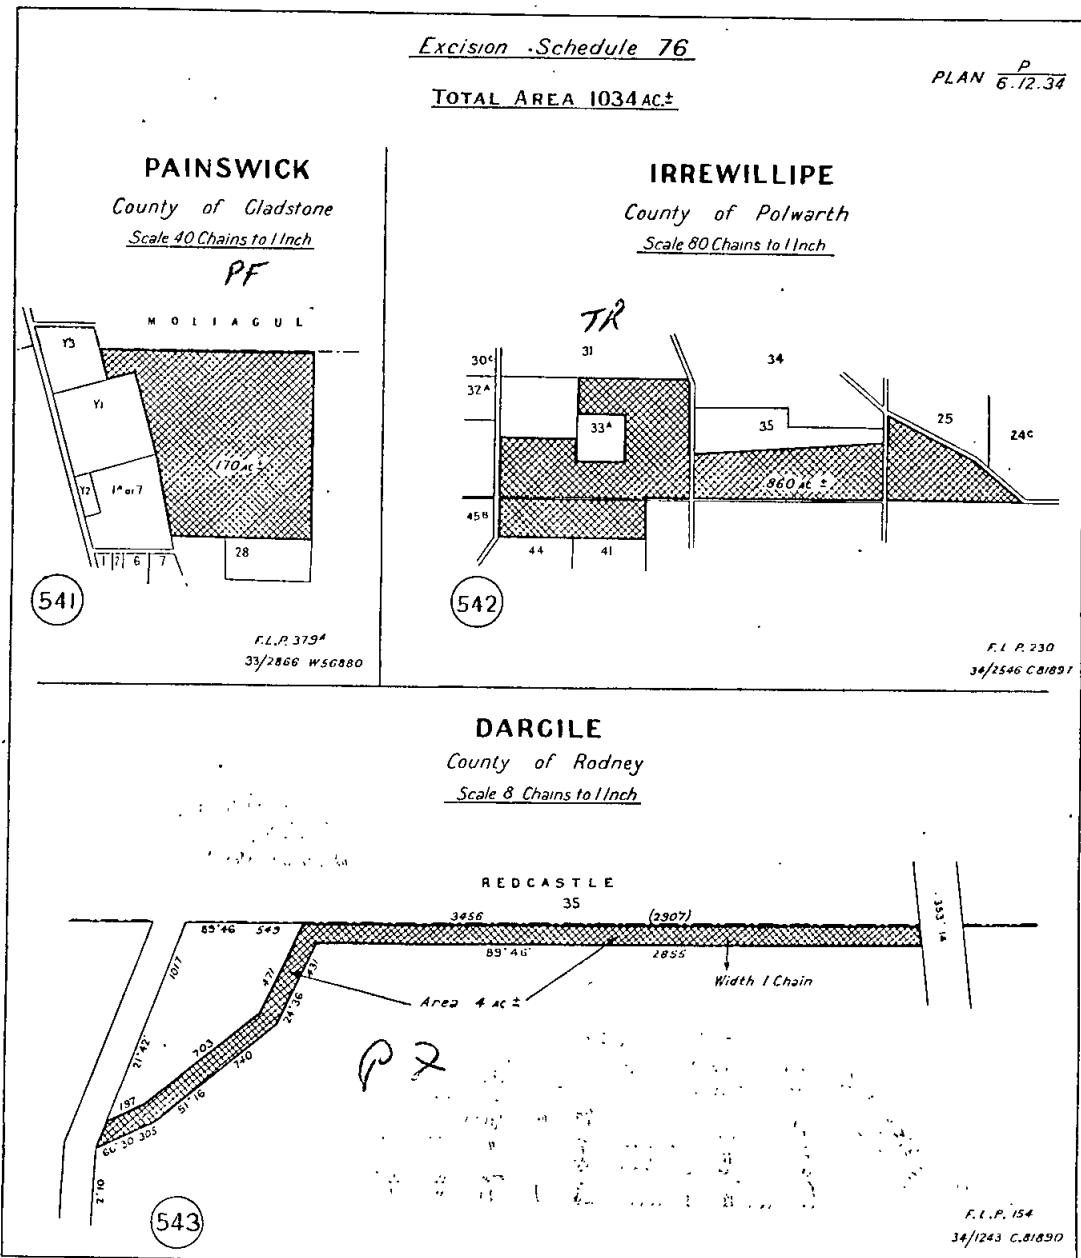 Excision Schedule 76
PLAN P
6.12.34
TOTAL AREA 1034 AC.±
PAINSWICK
County of Gladstone
Scale 40 Chains to 1 Inch
PF
MOLIAGUL
Y3
Y1
170 AC ±
Y2
1ᴬ of 7
1 2 6 7
28
541
F.L.P. 379ᴬ
33/2866 W56880
IRREWILLIPE
County of Polwarth
Scale 80 Chains to 1 Inch
TR
31
30ᶜ
34
32ᴬ
33ᴬ
35
25
24ᶜ
860 AC ±
45ᴮ
44
41
542
F.L.P. 230
34/2546 C81897
DARGILE
County of Rodney
Scale 8 Chains to 1 Inch
REDCASTLE
35
3456 (2907)
89°46' 549
89°46' 2855
353°14'
Width 1 Chain
1017
21°42'
471
431
24°36'
Area 4 AC ±
703
740
51°16'
197
66°30' 305
2°10'
543
F.L.P. 154
34/1243 C.81890